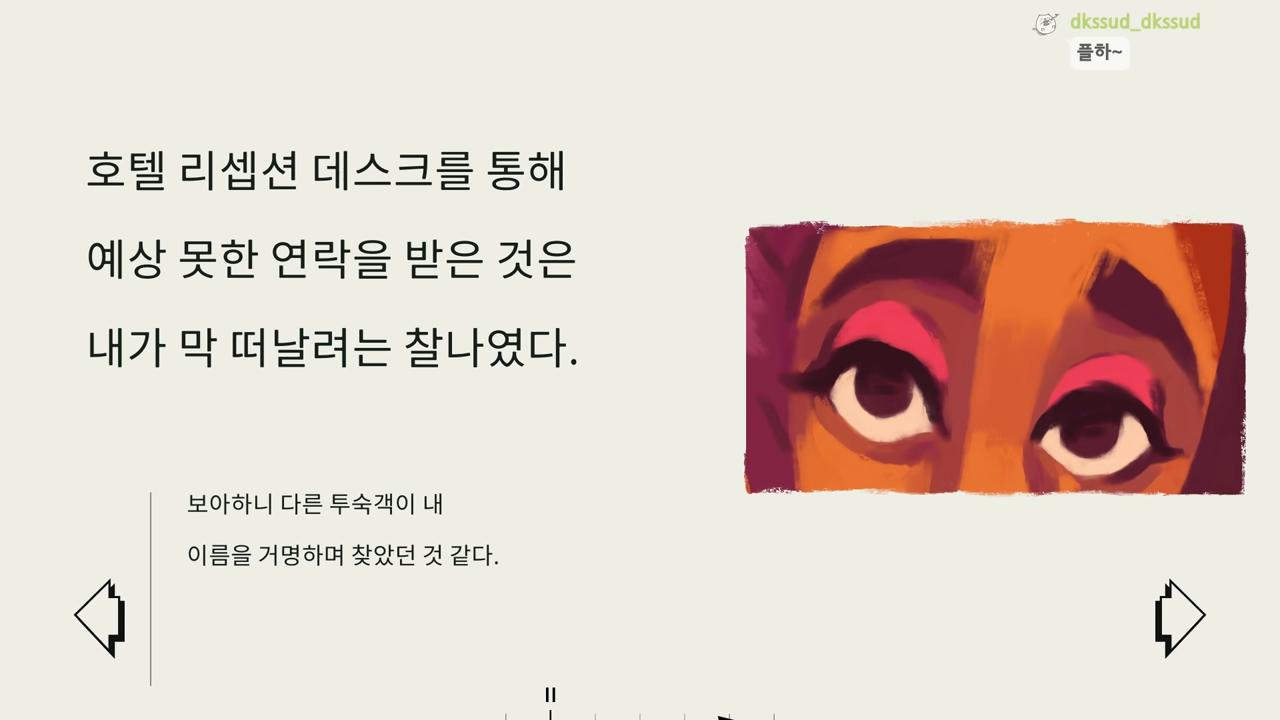 dkssud_dkssud
플하~
호텔 리셉션 데스크를 통해
예상 못한 연락을 받은 것은
내가 막 떠날려는 찰나였다.
보아하니 다른 투숙객이 내
이름을 거명하며 찾았던 것 같다.
II